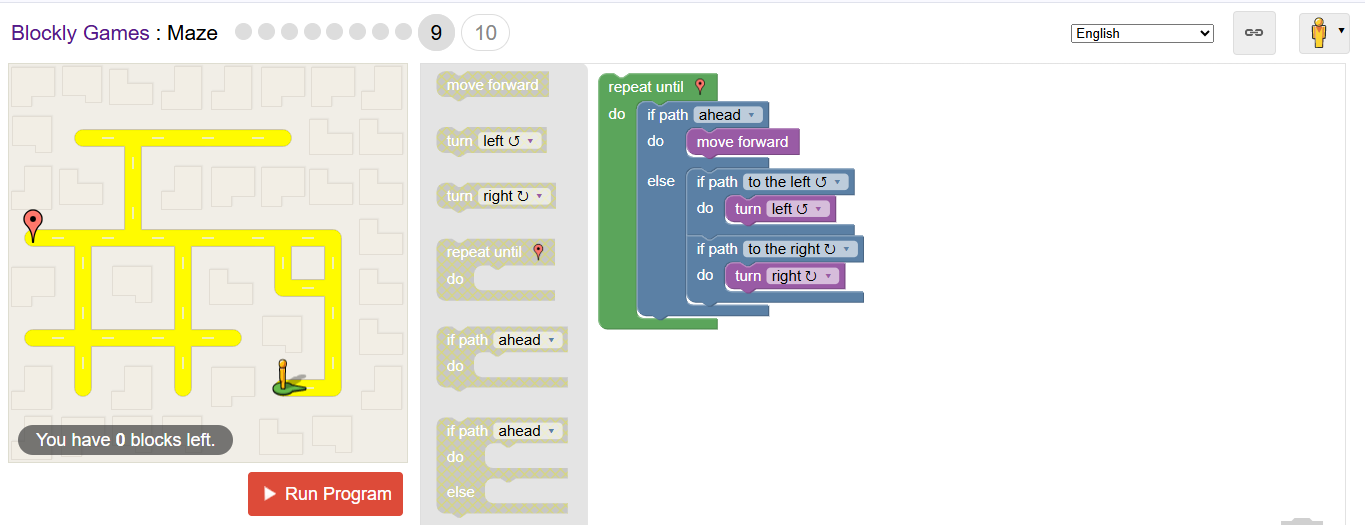 Blockly Games : Maze 9 10 English
You have 0 blocks left.
Run Program
move forward
turn left ↺
turn right ↻
repeat until
do
if path ahead
do
if path ahead
do
else
repeat until
do if path ahead
do move forward
else if path to the left ↺
do turn left ↺
if path to the right ↻
do turn right ↻